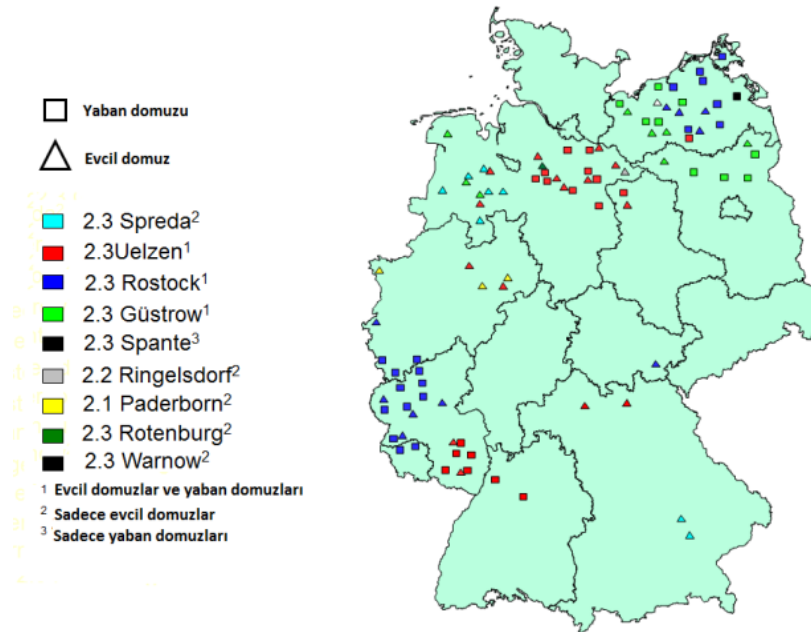 Yaban domuzu
Evcil domuz
2.3 Spreda²
2.3Uelzen¹
2.3 Rostock¹
2.3 Güstrow¹
2.3 Spante³
2.2 Ringelsdorf²
2.1 Paderborn²
2.3 Rotenburg²
2.3 Warnow²
¹ Evcil domuzlar ve yaban domuzları
² Sadece evcil domuzlar
³ Sadece yaban domuzları